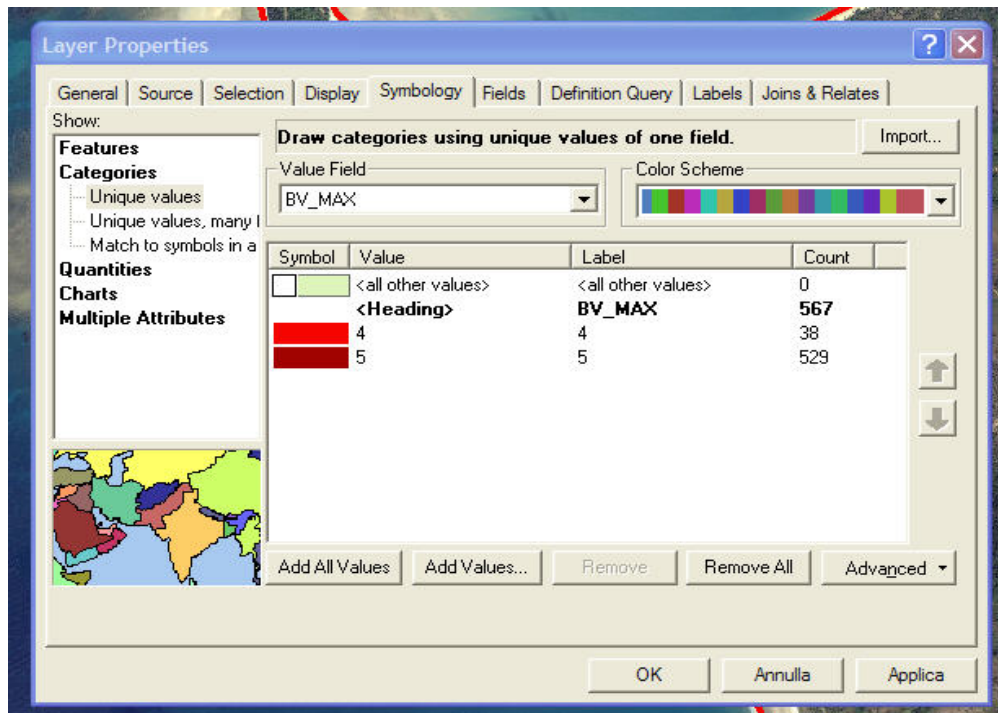 Layer Properties
General Source Selection Display Symbology Fields Definition Query Labels Joins & Relates
Show:
Features
Categories
Unique values
Unique values, many
Match to symbols in a
Quantities
Charts
Multiple Attributes
Draw categories using unique values of one field.
Import...
Value Field
BV_MAX
Color Scheme
Symbol Value Label Count
<all other values> <all other values> 0
<Heading> BV_MAX 567
4 4 38
5 5 529
Add All Values Add Values... Remove Remove All Advanced
OK Annulla Applica